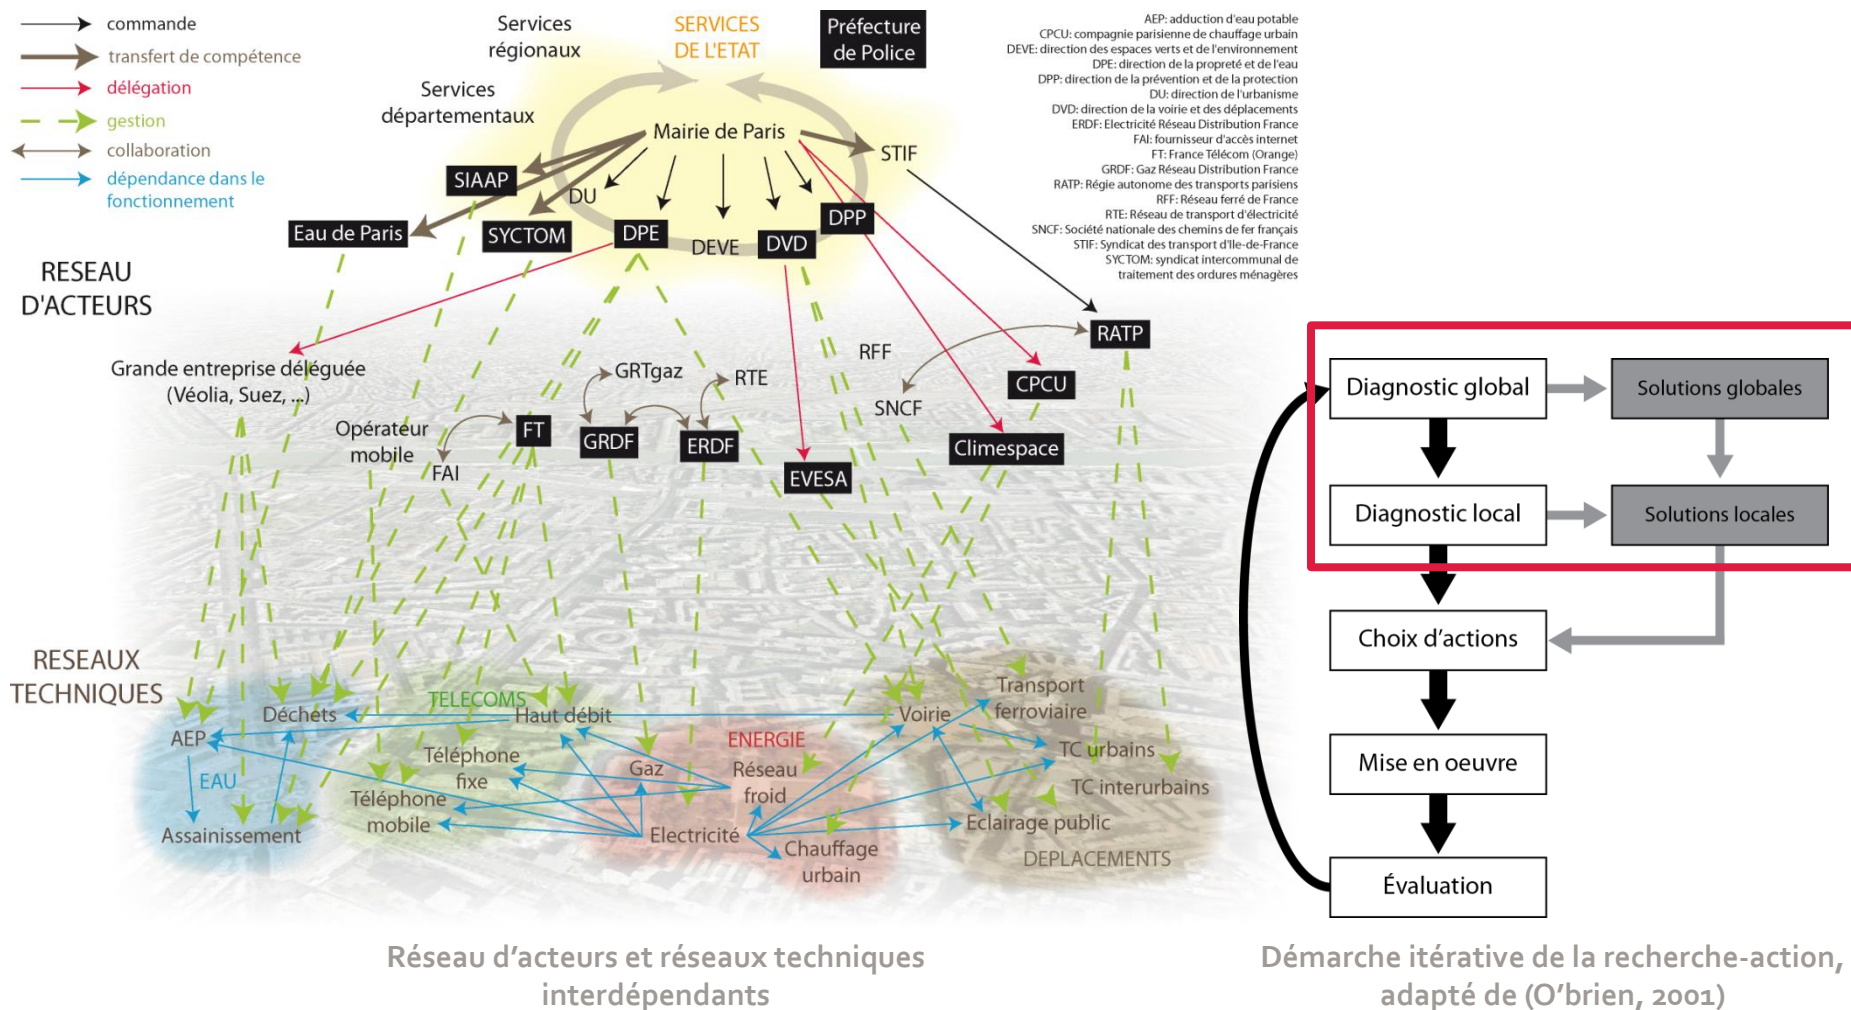 commande
transfert de compétence
délégation
gestion
collaboration
dépendance dans le
fonctionnement
Services
régionaux
SERVICES
DE L'ETAT
Préfecture
de Police
Services
départementaux
Mairie de Paris
STIF
SIAAP
DU
Eau de Paris
SYCTOM
DPE
DEVE
DVD
DPP
AEP: adduction d'eau potable
CPCU: compagnie parisienne de chauffage urbain
DEVE: direction des espaces verts et de l'environnement
DPE: direction de la propreté et de l'eau
DPP: direction de la prévention et de la protection
DU: direction de l'urbanisme
DVD: direction de la voirie et des déplacements
ERDF: Electricité Réseau Distribution France
FAI: fournisseur d'accès internet
FT: France Télécom (Orange)
GRDF: Gaz Réseau Distribution France
RATP: Régie autonome des transports parisiens
RFF: Réseau ferré de France
RTE: Réseau de transport d'électricité
SNCF: Société nationale des chemins de fer français
STIF: Syndicat des transport d'Ile-de-France
SYCTOM: syndicat intercommunal de
traitement des ordures ménagères
RESEAU
D'ACTEURS
Grande entreprise déléguée
(Véolia, Suez, ...)
Opérateur
mobile
FAI
FT
GRTgaz
GRDF
RTE
ERDF
EVESA
RFF
SNCF
RATP
CPCU
Climespace
RESEAUX
TECHNIQUES
Déchets
AEP
EAU
Assainissement
TELECOMS
Haut débit
Téléphone
fixe
Téléphone
mobile
ENERGIE
Gaz
Réseau
froid
Electricité
Chauffage
urbain
Voirie
Transport
ferroviaire
TC urbains
TC interurbains
Eclairage public
DEPLACEMENTS
Réseau d'acteurs et réseaux techniques
interdépendants
Diagnostic global
Solutions globales
Diagnostic local
Solutions locales
Choix d'actions
Mise en oeuvre
Évaluation
Démarche itérative de la recherche-action,
adapté de (O'brien, 2001)